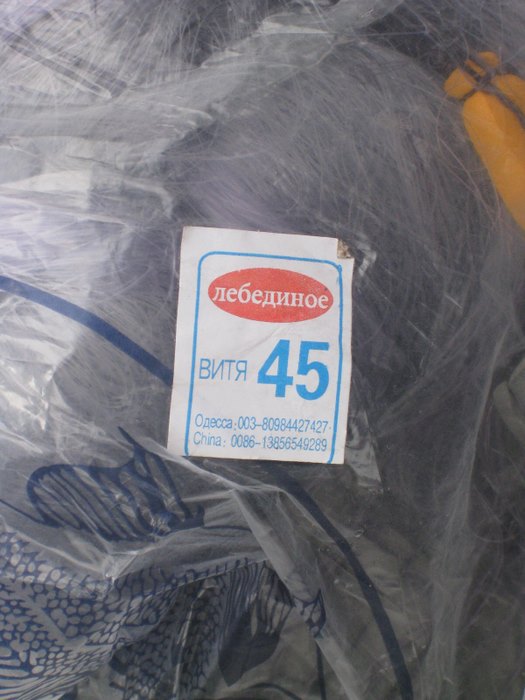 лебединое
ВИТЯ 45
Одесса:003-80984427427
China: 0086-13856549289